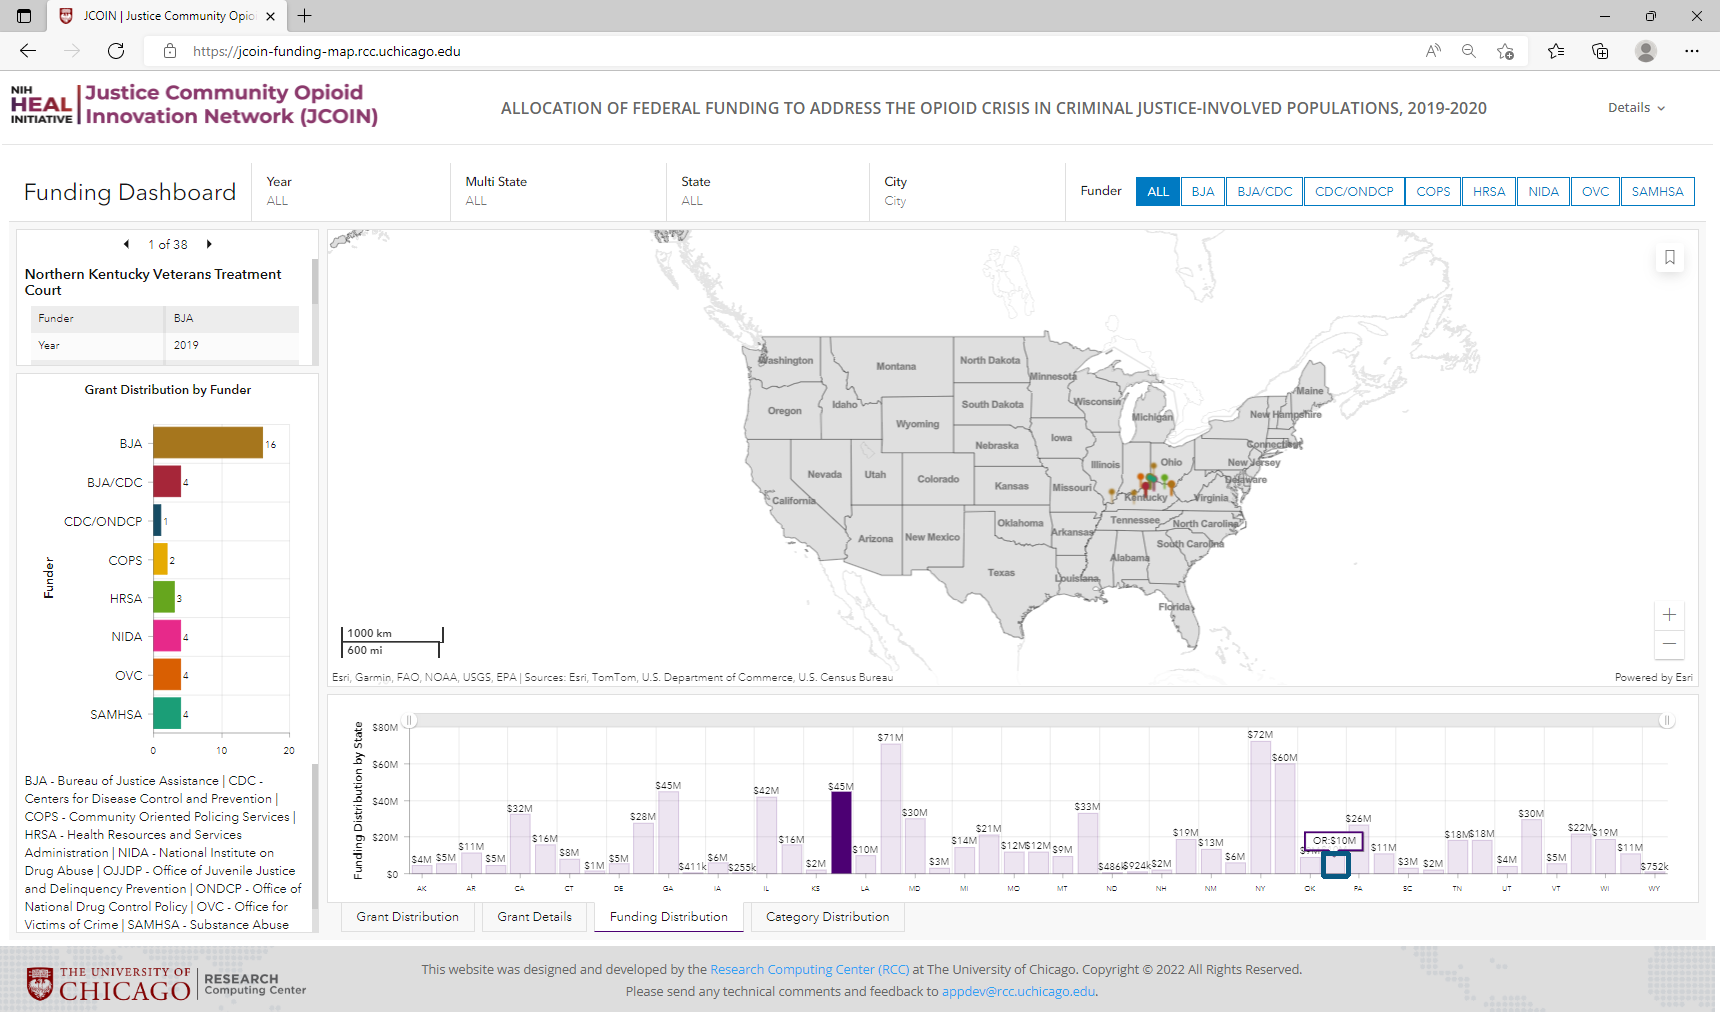 JCOIN | Justice Community Opio
https://jcoin-funding-map.rcc.uchicago.edu
NIH
HEAL
INITIATIVE
Justice Community Opioid
Innovation Network (JCOIN)
ALLOCATION OF FEDERAL FUNDING TO ADDRESS THE OPIOID CRISIS IN CRIMINAL JUSTICE-INVOLVED POPULATIONS, 2019-2020
Details
Funding Dashboard
Year
ALL
Multi State
ALL
State
ALL
City
City
Funder
ALL
BJA
BJA/CDC
CDC/ONDCP
COPS
HRSA
NIDA
OVC
SAMHSA
1 of 38
Northern Kentucky Veterans Treatment
Court
Funder BJA
Year 2019
Grant Distribution by Funder
Funder
BJA 16
BJA/CDC 4
CDC/ONDCP 1
COPS 2
HRSA 3
NIDA 4
OVC 4
SAMHSA 4
0 10 20
BJA - Bureau of Justice Assistance | CDC -
Centers for Disease Control and Prevention |
COPS - Community Oriented Policing Services |
HRSA - Health Resources and Services
Administration | NIDA - National Institute on
Drug Abuse | OJJDP - Office of Juvenile Justice
and Delinquency Prevention | ONDCP - Office of
National Drug Control Policy | OVC - Office for
Victims of Crime | SAMHSA - Substance Abuse
Washington
Montana
North Dakota
Minnesota
Maine
Oregon
Idaho
South Dakota
Wisconsin
Michigan
New Hampshire
Wyoming
Iowa
Nebraska
Connecticut
Nevada
Utah
Colorado
Illinois
Ohio
New Jersey
Delaware
Kansas
Missouri
Kentucky
Virginia
California
Oklahoma
Arkansas
Tennessee
North Carolina
Arizona
New Mexico
South Carolina
Alabama
Texas
Louisiana
Florida
1000 km
600 mi
Esri, Garmin, FAO, NOAA, USGS, EPA | Sources: Esri, TomTom, U.S. Department of Commerce, U.S. Census Bureau
Powered by Esri
Funding Distribution by State
$80M
$60M
$40M
$20M
$0
$4M $5M $11M $5M $32M $16M $8M $1M $5M $28M $45M $411k $6M $255k $42M $16M $2M $45M $10M $71M $30M $3M $14M $21M $12M $12M $9M $33M $486k $924k $2M $19M $13M $6M $72M $60M
OR:$10M
$26M $11M $3M $2M $18M $18M $4M $30M $5M $22M $19M $11M $752k
AK AR CA CT DE GA IA IL KS LA MD MI MO MT ND NH NM NY OK PA SC TN UT VT WI WY
Grant Distribution
Grant Details
Funding Distribution
Category Distribution
THE UNIVERSITY OF
CHICAGO
RESEARCH
Computing Center
This website was designed and developed by the Research Computing Center (RCC) at The University of Chicago. Copyright © 2022 All Rights Reserved.
Please send any technical comments and feedback to appdev@rcc.uchicago.edu.